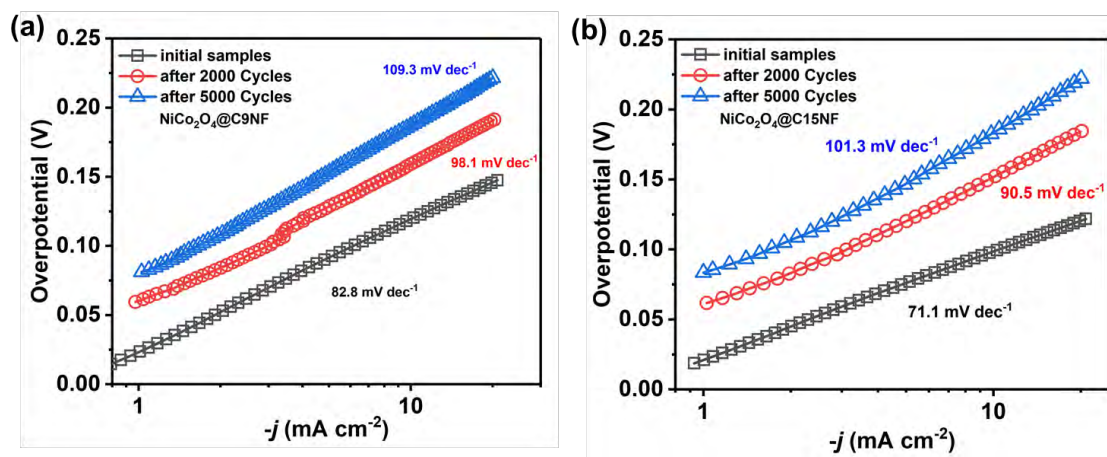 (a)
0.25
0.20
0.15
0.10
0.05
0.00
Overpotential (V)
initial samples
after 2000 Cycles
after 5000 Cycles
NiCo₂O₄@C9NF
109.3 mV dec⁻¹
98.1 mV dec⁻¹
82.8 mV dec⁻¹
1
10
-j (mA cm⁻²)
(b)
0.25
0.20
0.15
0.10
0.05
0.00
Overpotential (V)
initial samples
after 2000 Cycles
after 5000 Cycles
NiCo₂O₄@C15NF
101.3 mV dec⁻¹
90.5 mV dec⁻¹
71.1 mV dec⁻¹
1
10
-j (mA cm⁻²)